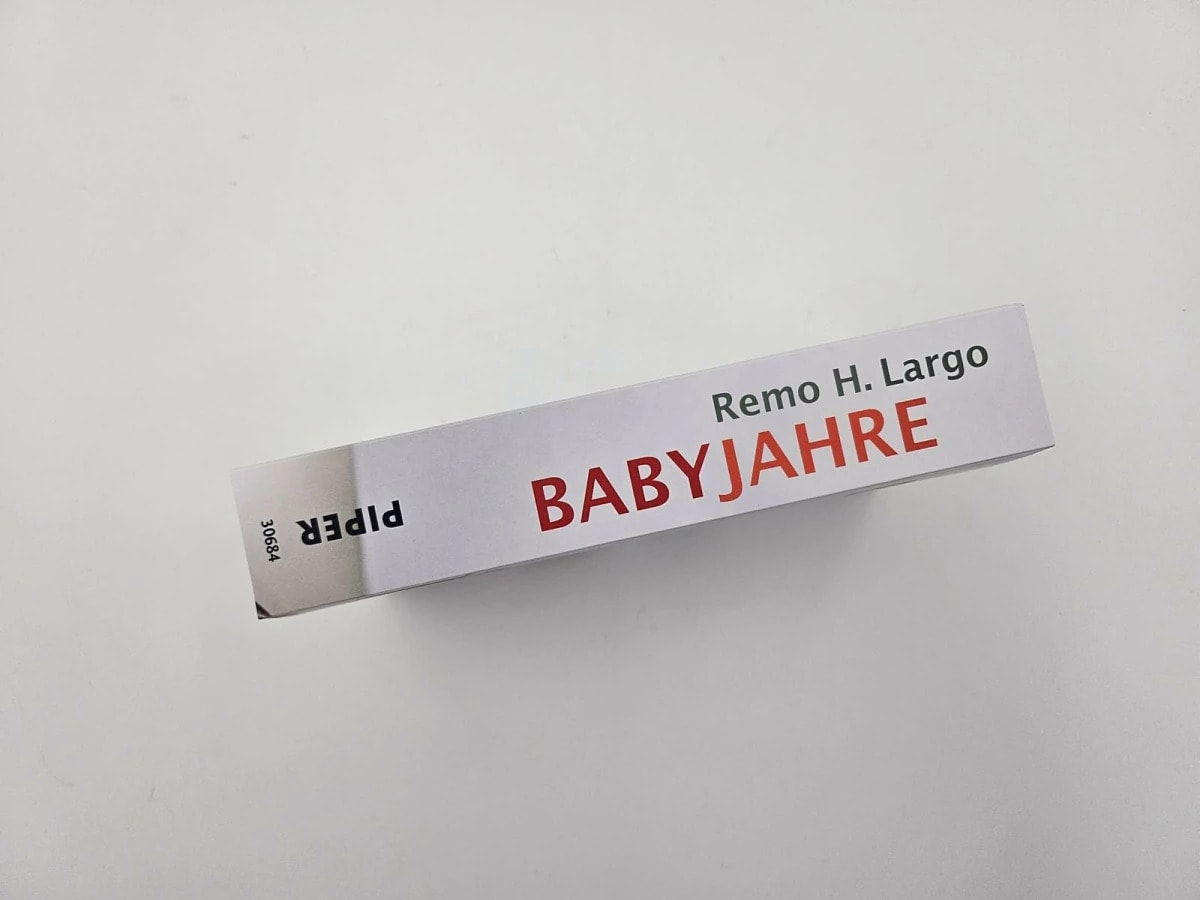 Remo H. Largo
BABYJAHRE
PIPER
30684